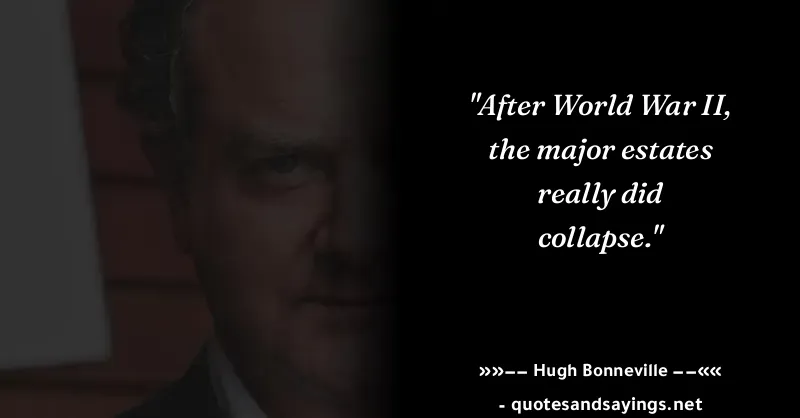 "After World War II,
the major estates
really did
collapse."
»»−− Hugh Bonneville −−««
- quotesandsayings.net